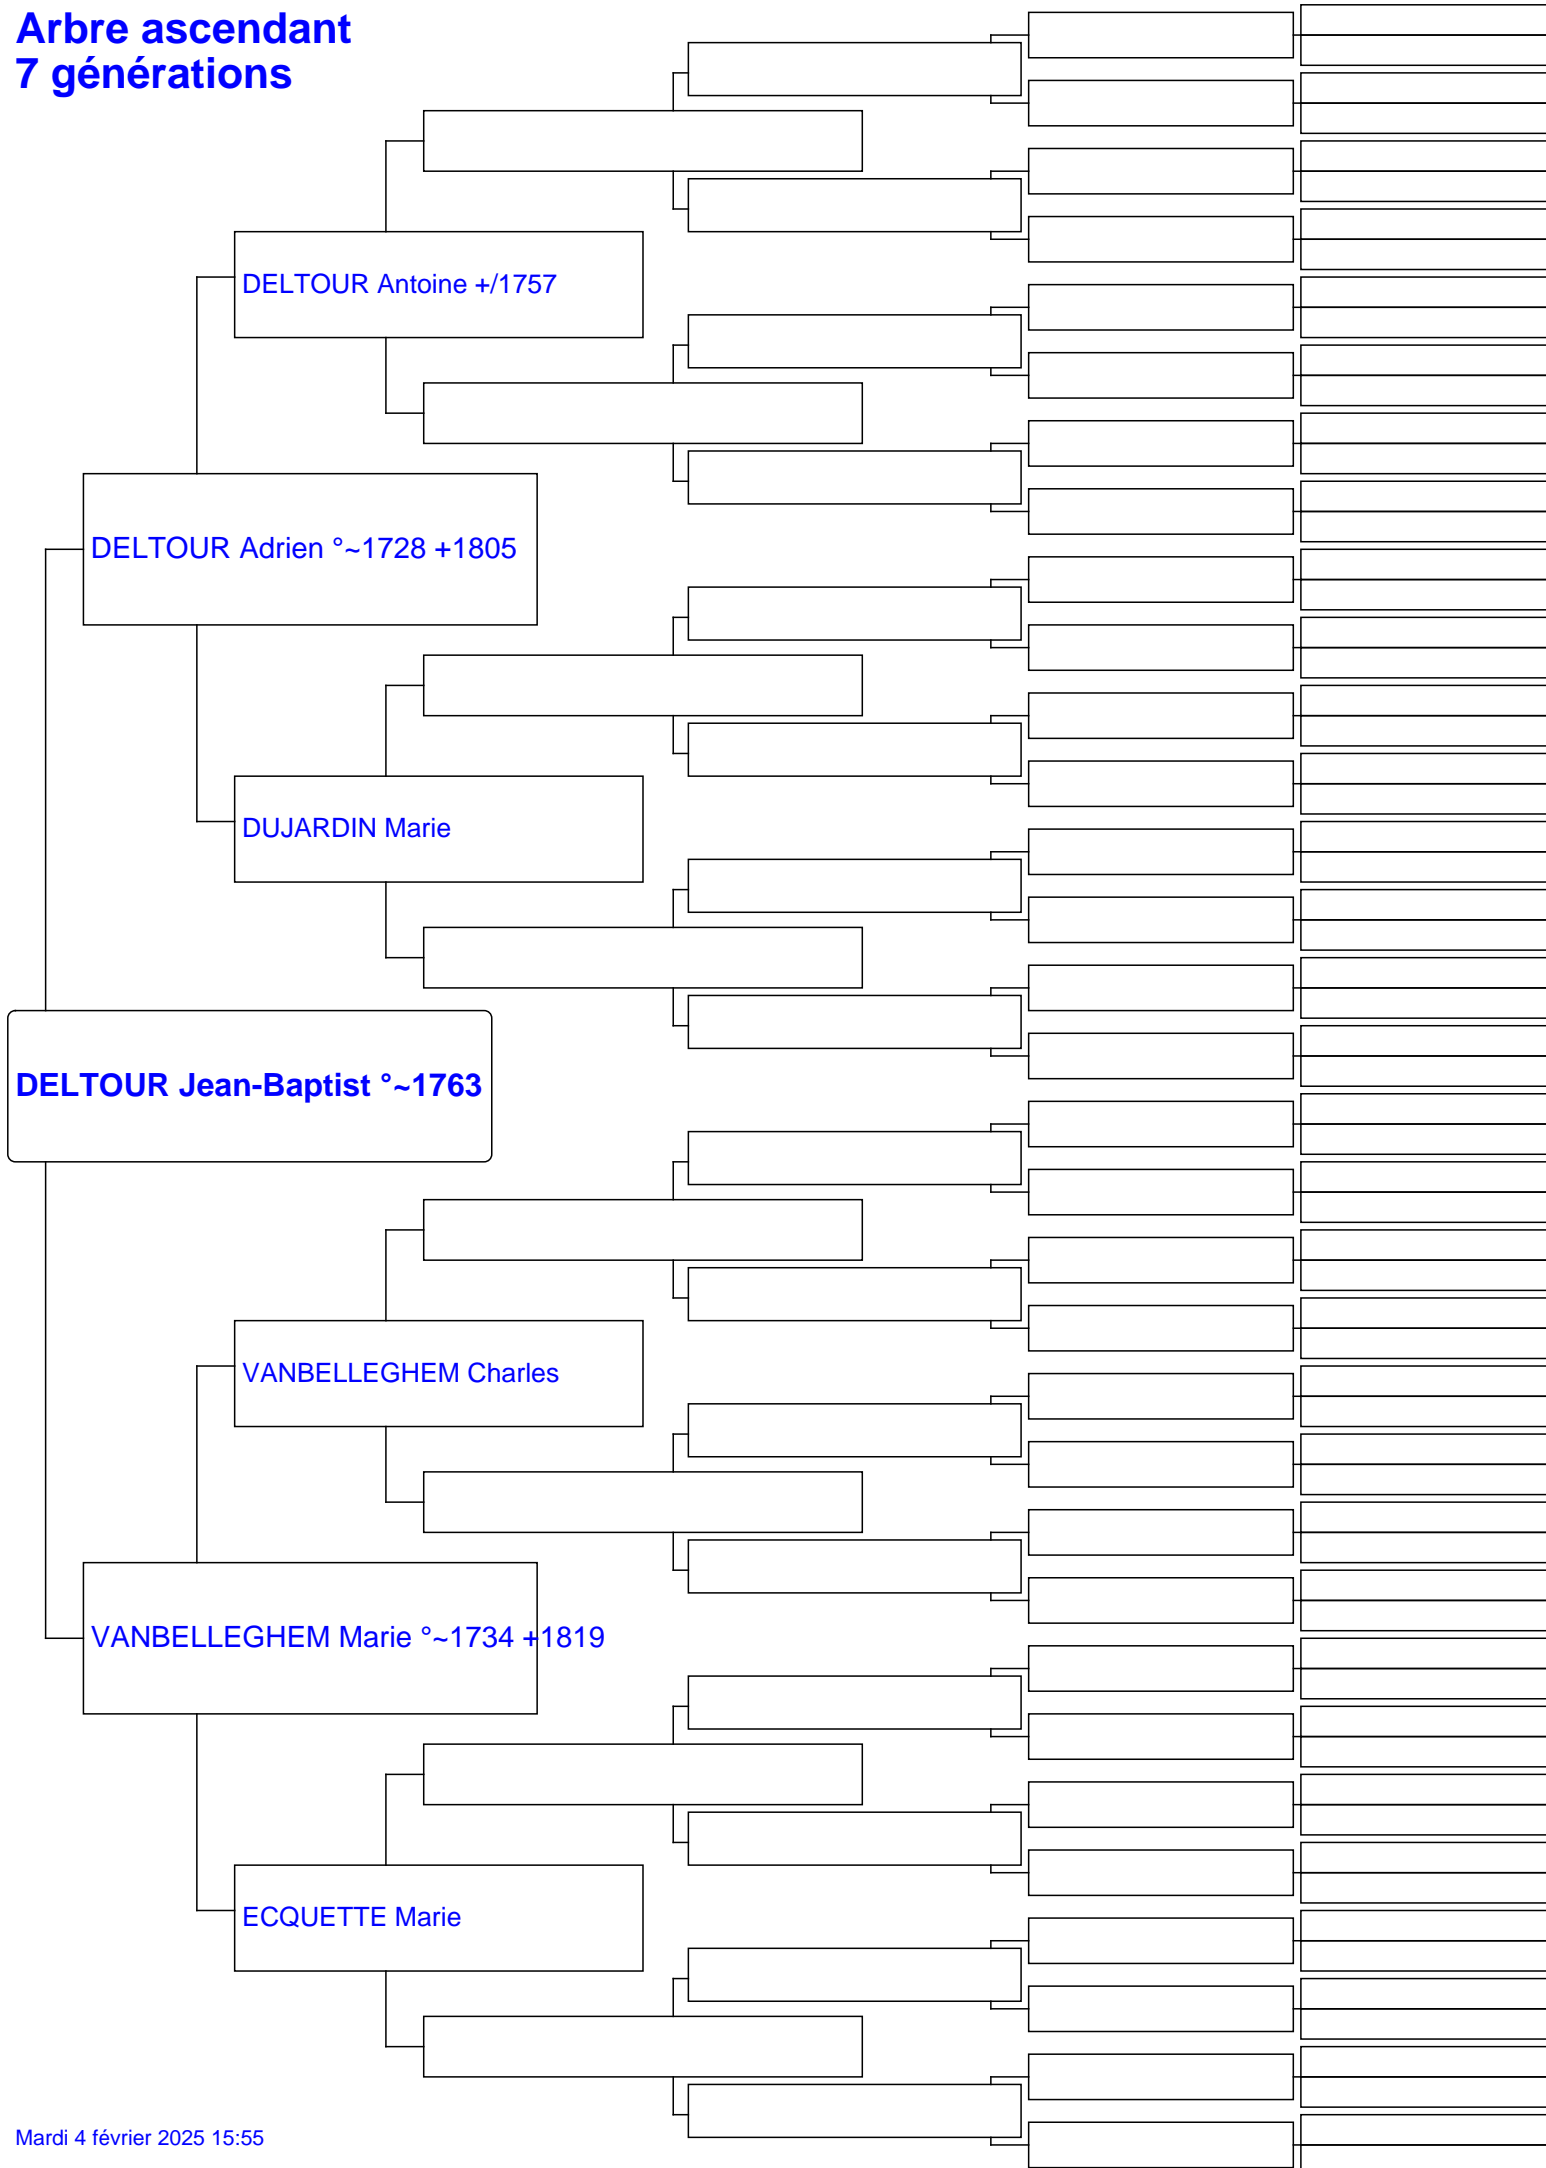 Arbre ascendant
7 générations
DELTOUR Antoine +/1757
DELTOUR Adrien °~1728 +1805
DUJARDIN Marie
DELTOUR Jean-Baptist °~1763
VANBELLEGHEM Charles
VANBELLEGHEM Marie °~1734 +1819
ECQUETTE Marie
Mardi 4 février 2025 15:55